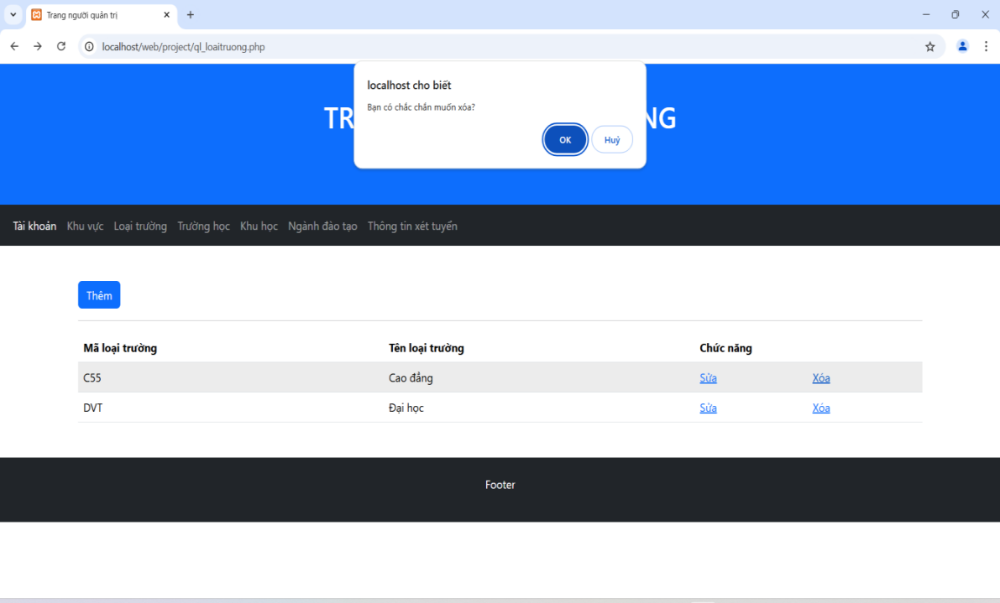 Trang người quản trị
localhost/web/project/ql_loaitruong.php
localhost cho biết
Bạn có chắc chắn muốn xóa?
OK Huỷ
TR NG
Tài khoản Khu vực Loại trường Trường học Khu học Ngành đào tạo Thông tin xét tuyển
Thêm
Mã loại trường Tên loại trường Chức năng
C55 Cao đẳng Sửa Xóa
DVT Đại học Sửa Xóa
Footer